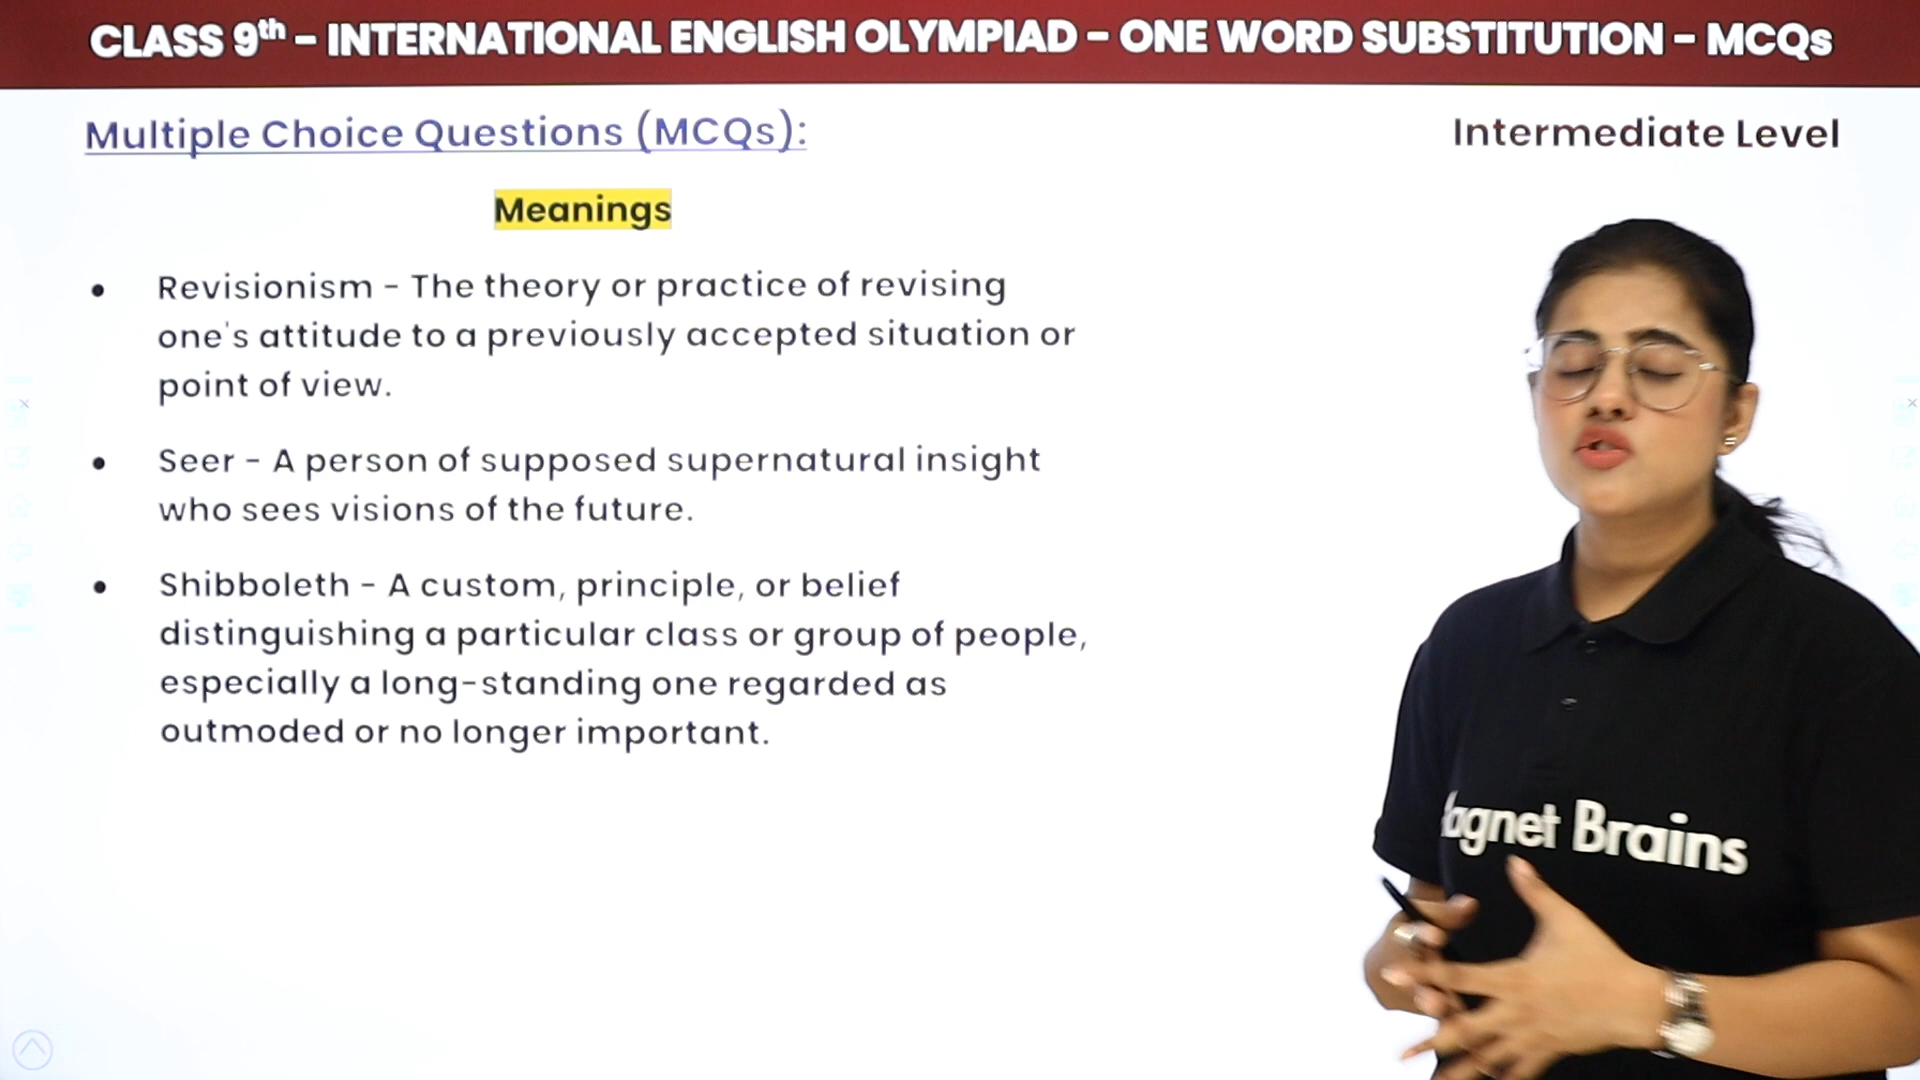 CLASS 9th - INTERNATIONAL ENGLISH OLYMPIAD - ONE WORD SUBSTITUTION - MCQs
Multiple Choice Questions (MCQs):
Intermediate Level
Meanings
• Revisionism - The theory or practice of revising
one's attitude to a previously accepted situation or
point of view.
• Seer - A person of supposed supernatural insight
who sees visions of the future.
• Shibboleth - A custom, principle, or belief
distinguishing a particular class or group of people,
especially a long-standing one regarded as
outmoded or no longer important.
agnet Brains